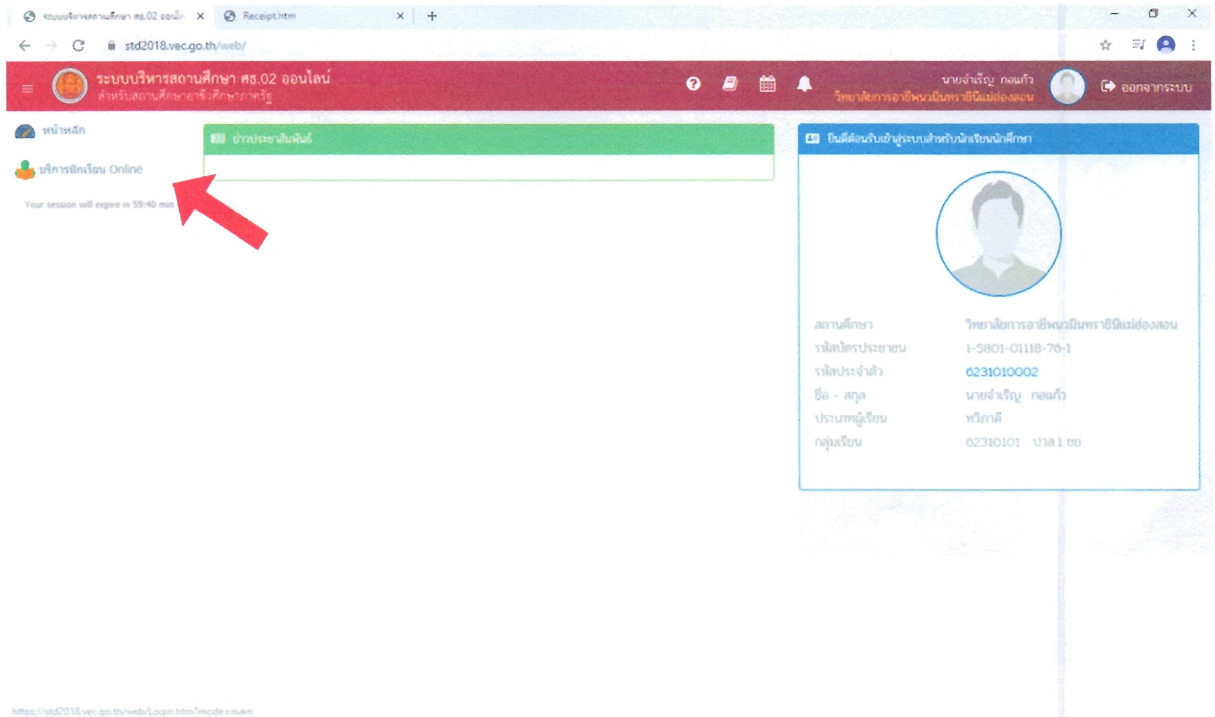 ระบบบริหารสถานศึกษา ศธ.02 ออนไล
Receipt.htm
std2018.vec.go.th/web/
ระบบบริหารสถานศึกษา ศธ.02 ออนไลน์
สำหรับสถานศึกษาอาชีวศึกษาภาครัฐ
นายจำเริญ กอแก้ว
วิทยาลัยการอาชีพนวมินทราชินีแม่ฮ่องสอน
ออกจากระบบ
หน้าหลัก
บริการนักเรียน Online
Your session will expire in 59:40 min
ข่าวประชาสัมพันธ์
ยินดีต้อนรับเข้าสู่ระบบสำหรับนักเรียนนักศึกษา
สถานศึกษา วิทยาลัยการอาชีพนวมินทราชินีแม่ฮ่องสอน
รหัสบัตรประชาชน 1-5801-01118-76-1
รหัสประจำตัว 6231010002
ชื่อ - สกุล นายจำเริญ กอแก้ว
ประเภทผู้เรียน ทวิภาคี
กลุ่มเรียน 62310101 . ปวส1 ชย
https://std2018.vec.go.th/web/Login.htm?mode=main